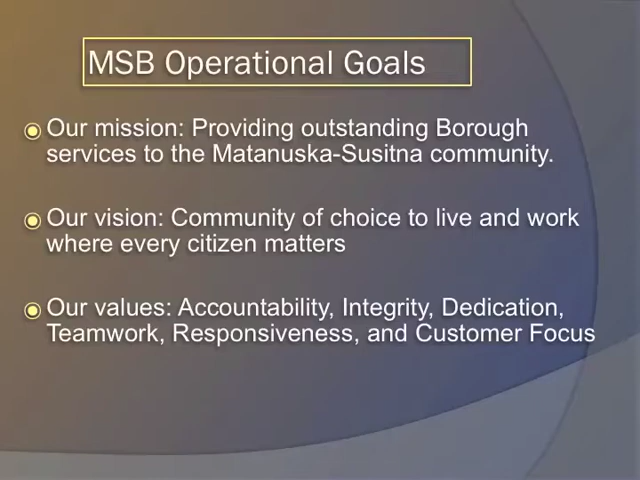 MSB Operational Goals
Our mission: Providing outstanding Borough
services to the Matanuska-Susitna community.
Our vision: Community of choice to live and work
where every citizen matters
Our values: Accountability, Integrity, Dedication,
Teamwork, Responsiveness, and Customer Focus